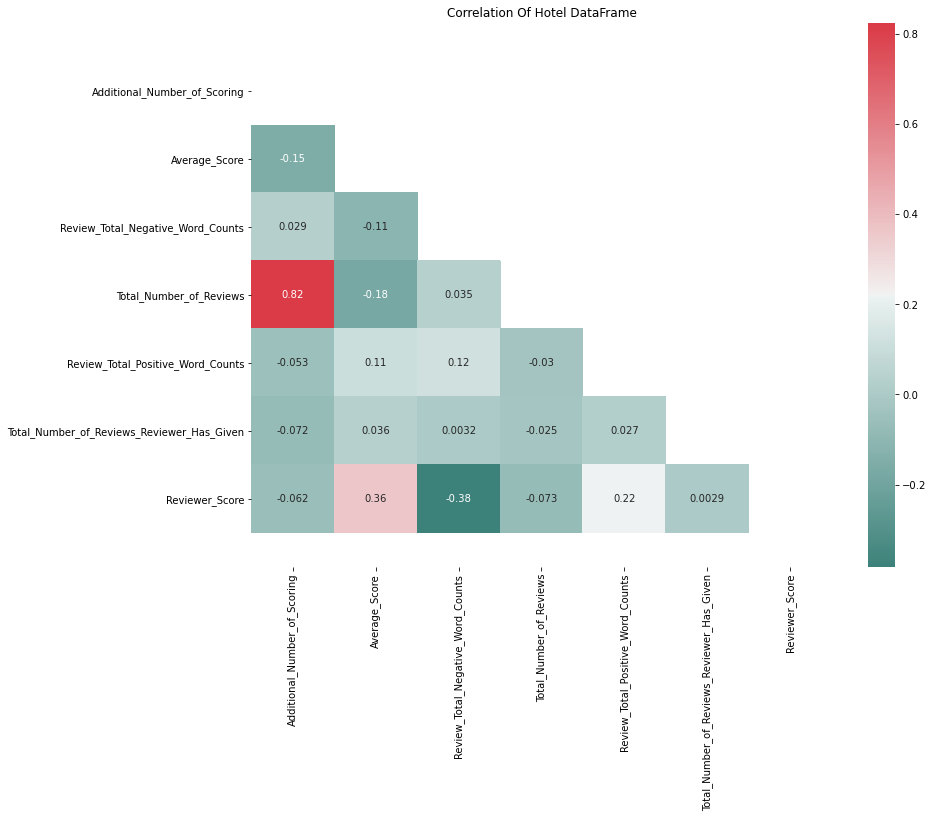 Correlation Of Hotel DataFrame
Additional_Number_of_Scoring
Average_Score -0.15
Review_Total_Negative_Word_Counts 0.029 -0.11
Total_Number_of_Reviews 0.82 -0.18 0.035
Review_Total_Positive_Word_Counts -0.053 0.11 0.12 -0.03
Total_Number_of_Reviews_Reviewer_Has_Given -0.072 0.036 0.0032 -0.025 0.027
Reviewer_Score -0.062 0.36 -0.38 -0.073 0.22 0.0029
Additional_Number_of_Scoring
Average_Score
Review_Total_Negative_Word_Counts
Total_Number_of_Reviews
Review_Total_Positive_Word_Counts
Total_Number_of_Reviews_Reviewer_Has_Given
Reviewer_Score
0.8
0.6
0.4
0.2
0.0
−0.2